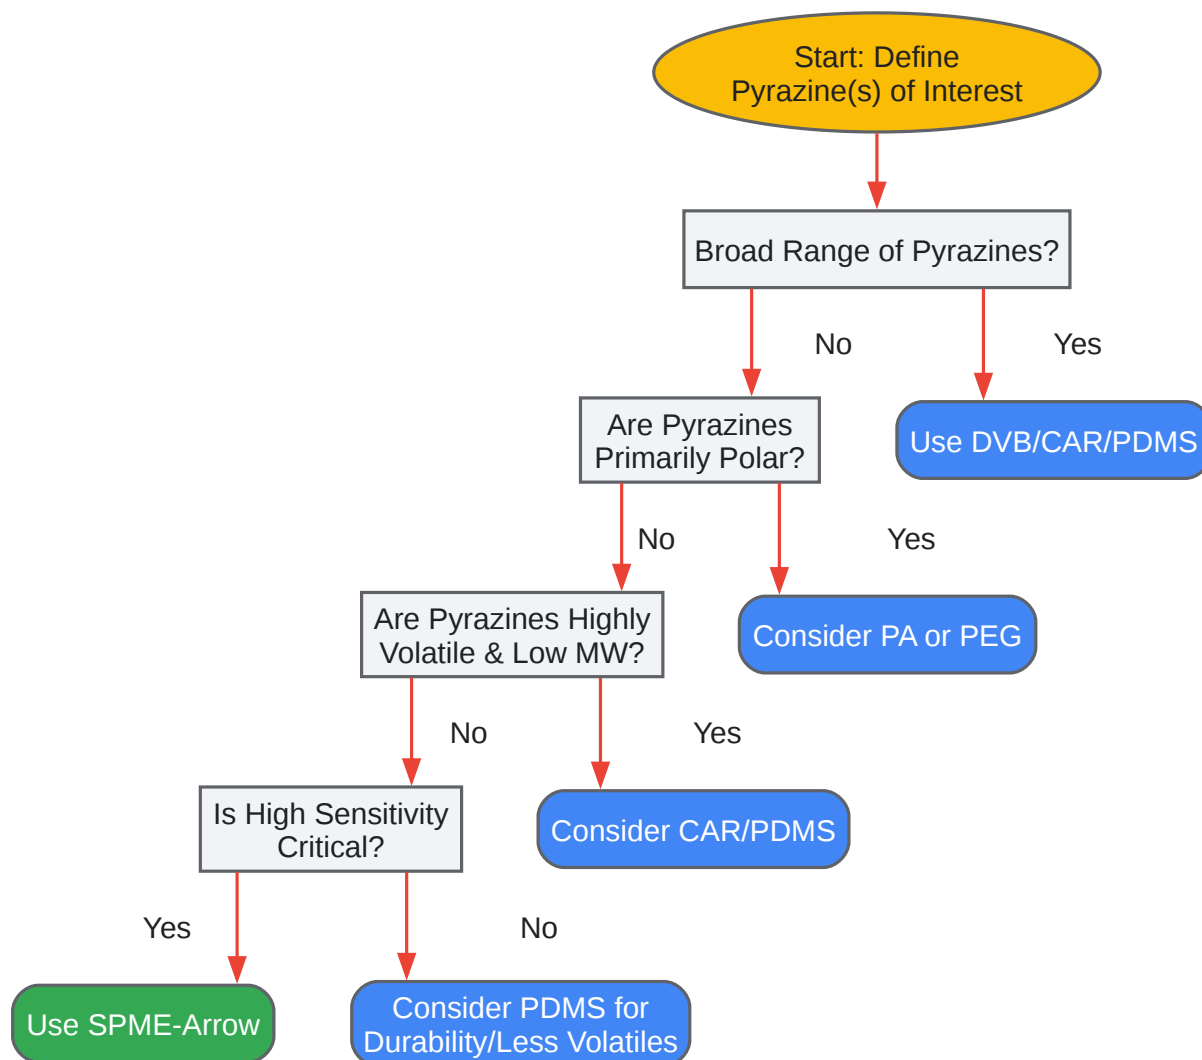 Start: Define
Pyrazine(s) of Interest
Broad Range of Pyrazines?
No
Yes
Are Pyrazines
Primarily Polar?
Use DVB/CAR/PDMS
No
Yes
Are Pyrazines Highly
Volatile & Low MW?
Consider PA or PEG
No
Yes
Is High Sensitivity
Critical?
Consider CAR/PDMS
Yes
No
Use SPME-Arrow
Consider PDMS for
Durability/Less Volatiles